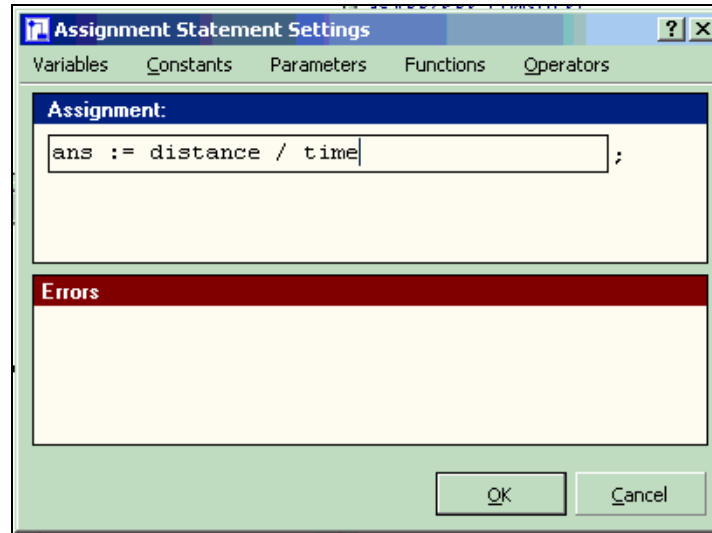 Assignment Statement Settings ? ×
Variables Constants Parameters Functions Operators
Assignment:
ans := distance / time ;
Errors
OK Cancel